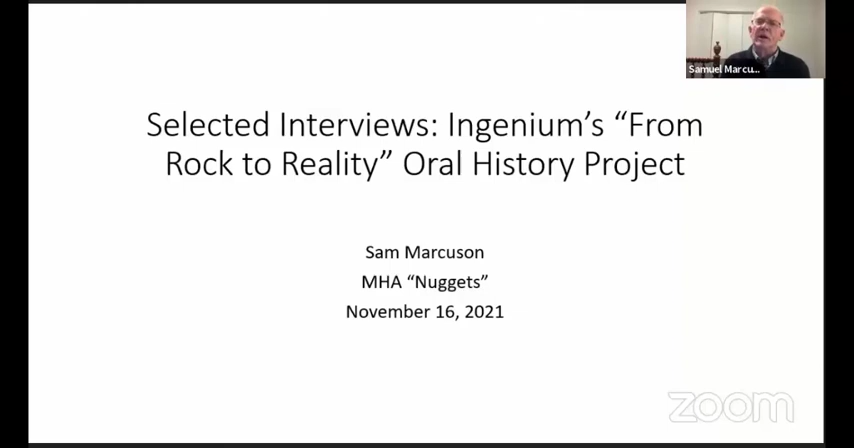 Samuel Marcu...
Selected Interviews: Ingenium’s “From
Rock to Reality” Oral History Project
Sam Marcuson
MHA “Nuggets”
November 16, 2021
zoom